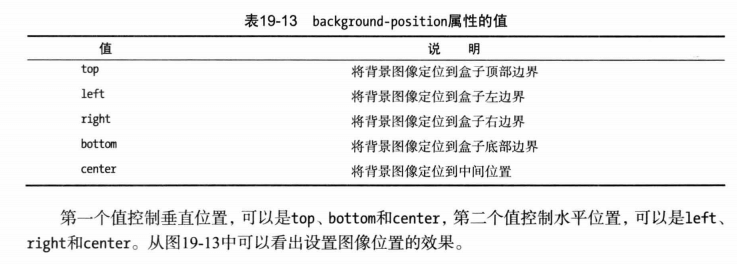 表19-13 background-position属性的值
值 说 明
top 将背景图像定位到盒子顶部边界
left 将背景图像定位到盒子左边界
right 将背景图像定位到盒子右边界
bottom 将背景图像定位到盒子底部边界
center 将背景图像定位到中间位置
第一个值控制垂直位置，可以是top、bottom和center，第二个值控制水平位置，可以是left、
right和center。从图19-13中可以看出设置图像位置的效果。